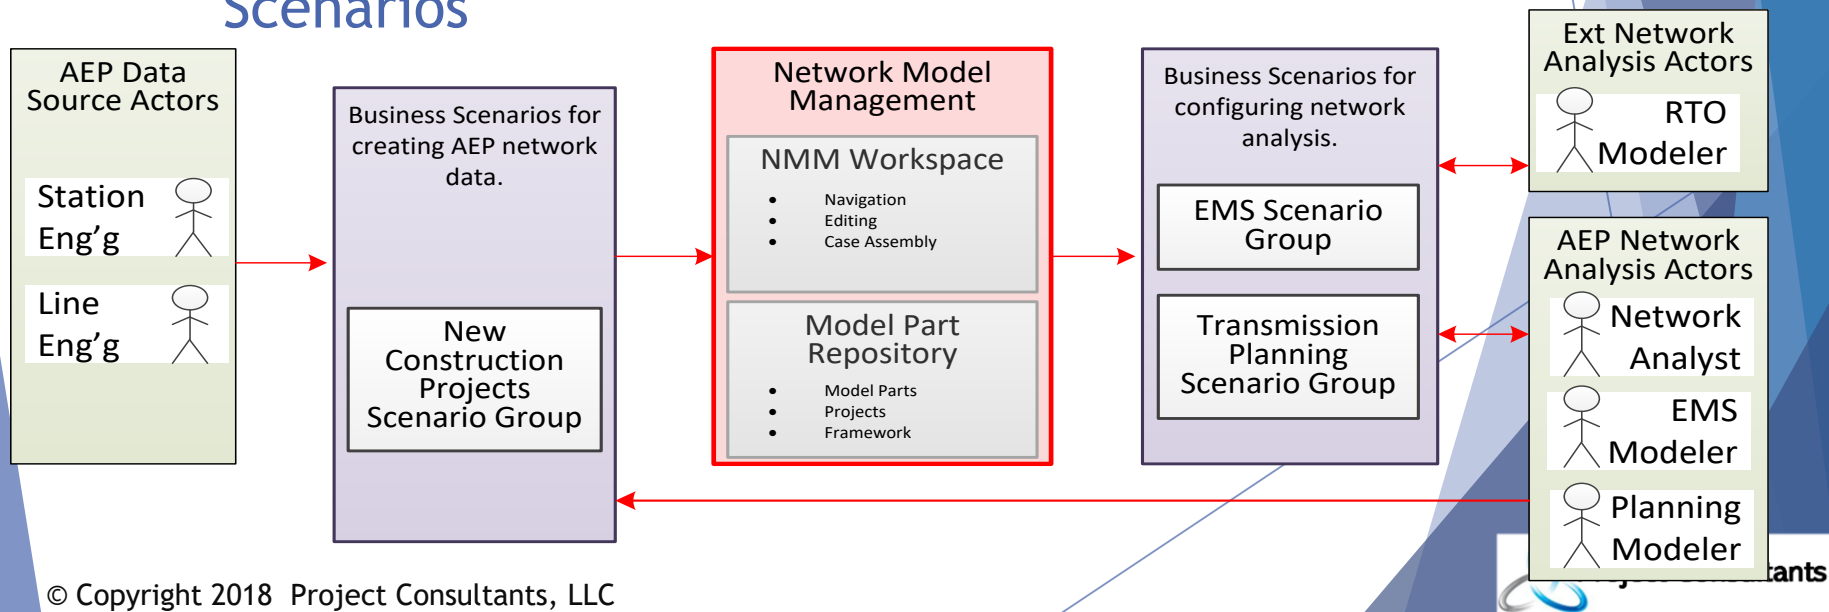 Scenarios
AEP Data
Source Actors
Station
Eng’g
Line
Eng’g
Business Scenarios for
creating AEP network
data.
New
Construction
Projects
Scenario Group
Network Model
Management
NMM Workspace
• Navigation
• Editing
• Case Assembly
Model Part
Repository
• Model Parts
• Projects
• Framework
Business Scenarios for
configuring network
analysis.
EMS Scenario
Group
Transmission
Planning
Scenario Group
Ext Network
Analysis Actors
RTO
Modeler
AEP Network
Analysis Actors
Network
Analyst
EMS
Modeler
Planning
Modeler
© Copyright 2018 Project Consultants, LLC